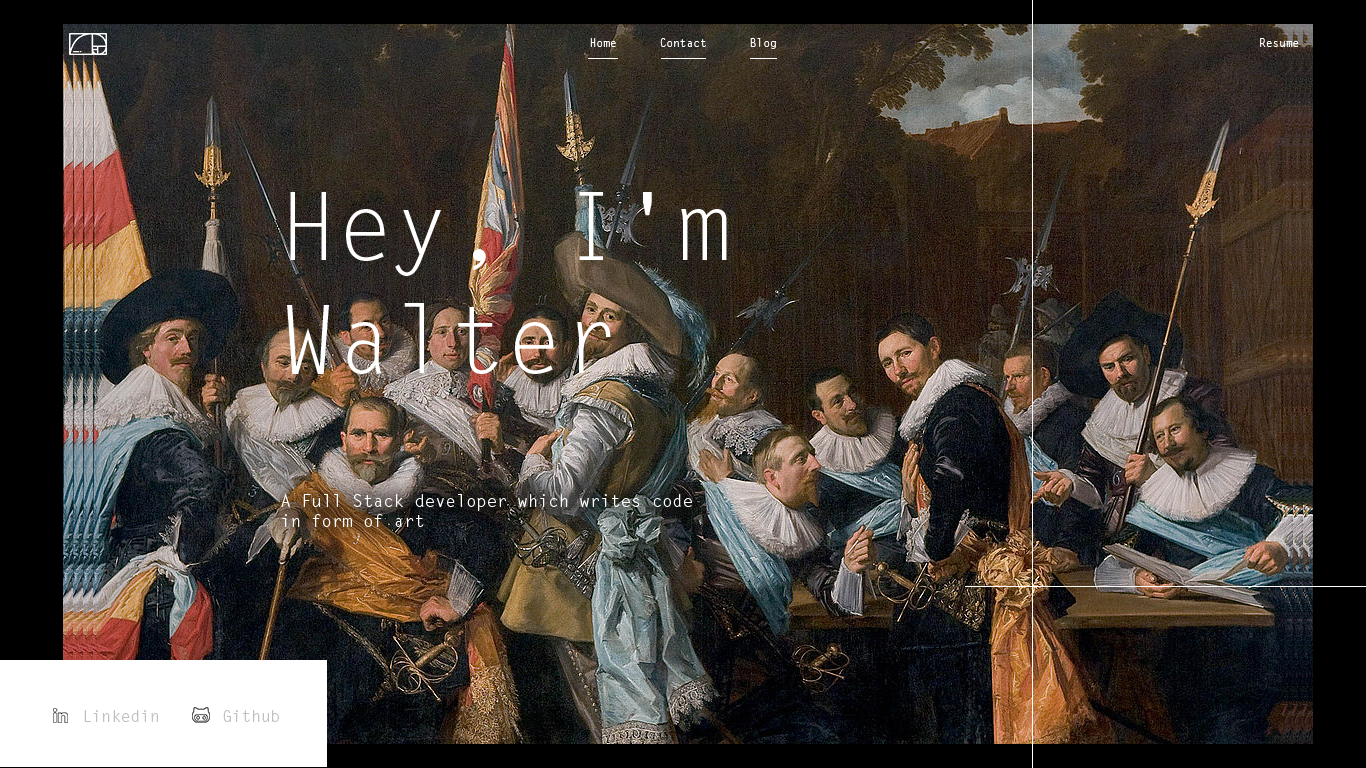 Home Contact Blog Resume
Hey, I'm
Walter
A Full Stack developer which writes code
in form of art
Linkedin Github